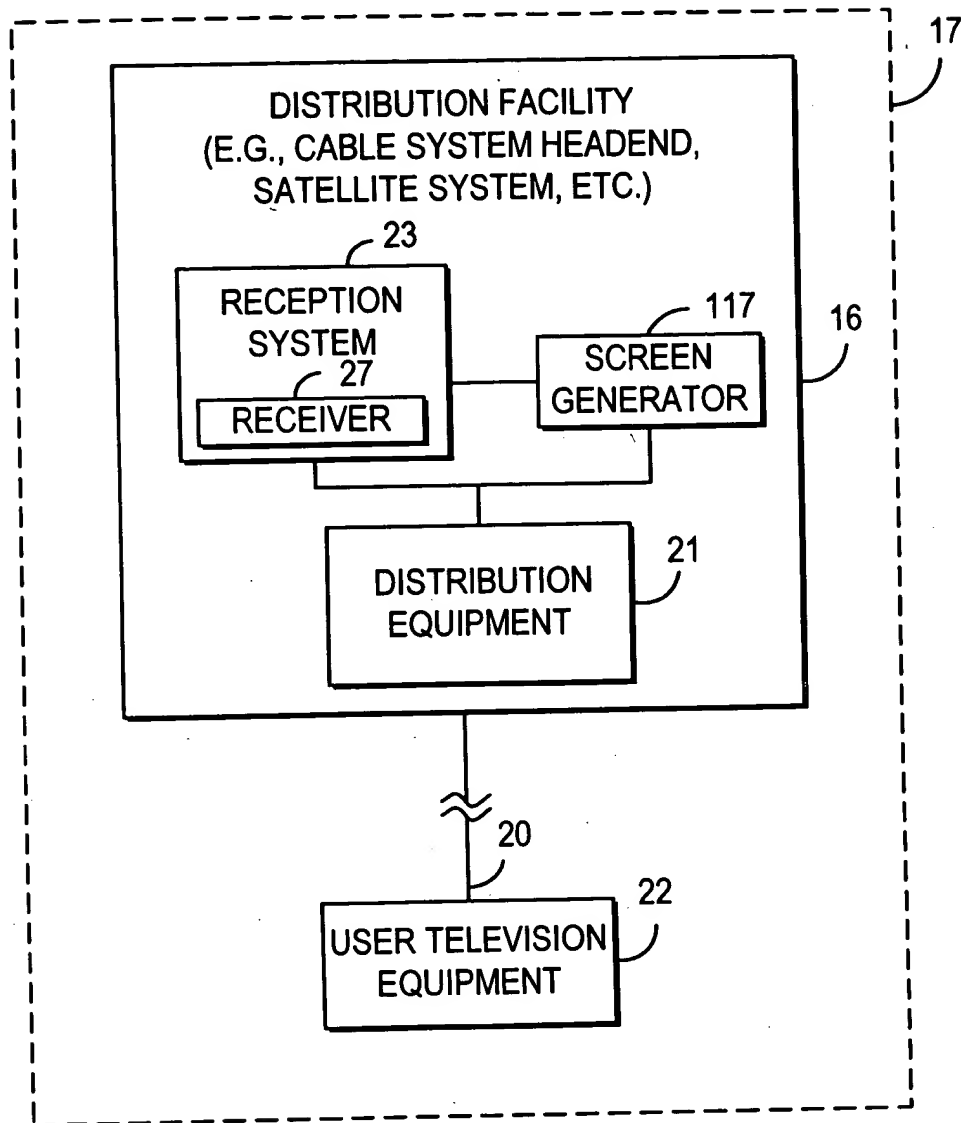 17
DISTRIBUTION FACILITY
(E.G., CABLE SYSTEM HEADEND,
SATELLITE SYSTEM, ETC.)
23
RECEPTION
SYSTEM
27
RECEIVER
117
SCREEN
GENERATOR
16
21
DISTRIBUTION
EQUIPMENT
20
22
USER TELEVISION
EQUIPMENT